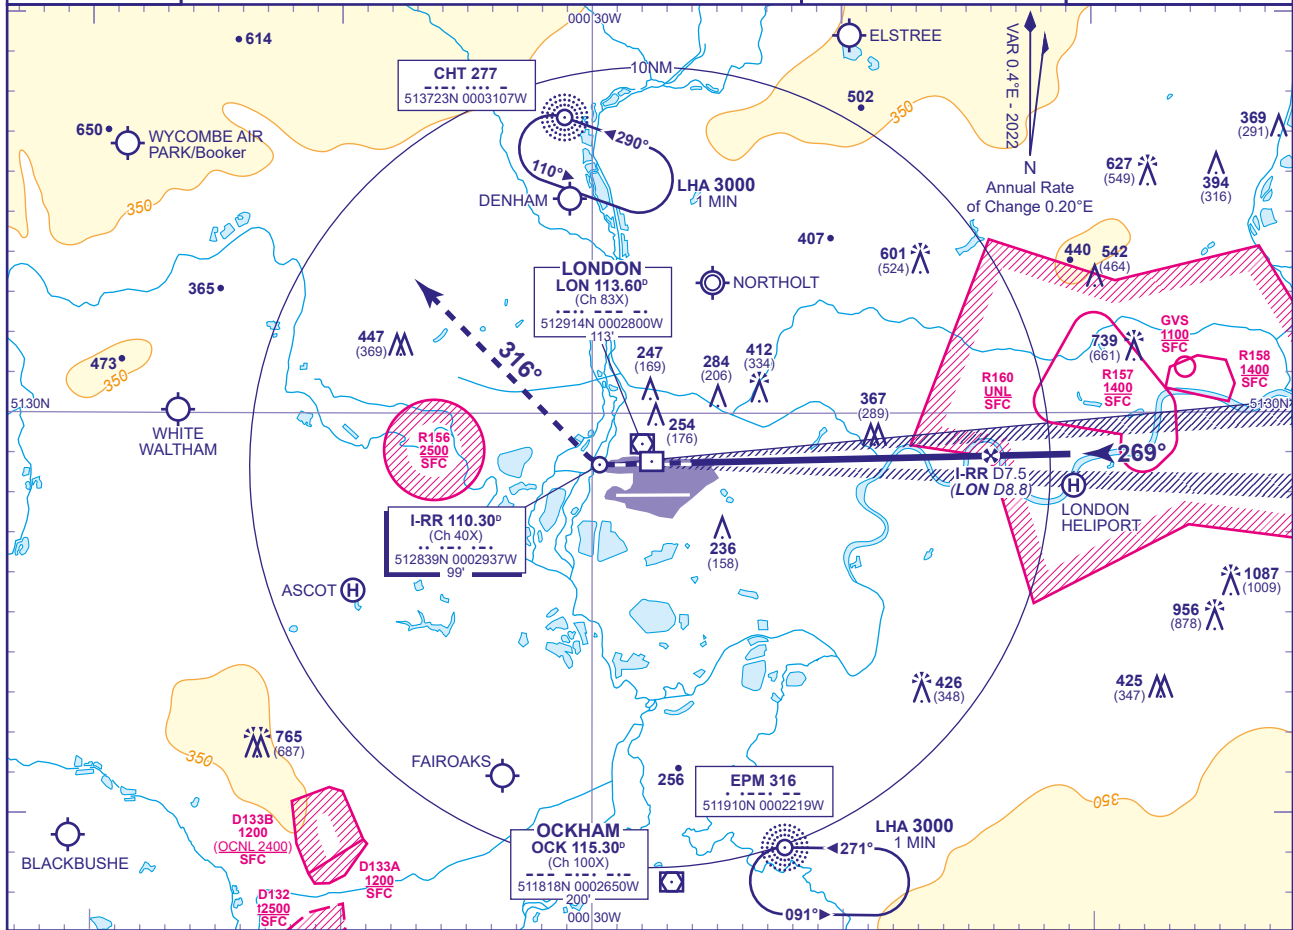 000 30W
614
CHT 277
513723N 0003107W
10NM
ELSTREE
VAR 0.4°E - 2022
502
350
369
(291)
650
WYCOMBE AIR
PARK/Booker
290°
110°
LHA 3000
1 MIN
DENHAM
N
Annual Rate
of Change 0.20°E
627
(549)
394
(316)
350
407
601
(524)
440
542
(464)
365
LONDON
LON 113.60ᴰ
(Ch 83X)
512914N 0002800W
113'
NORTHOLT
447
(369)
316°
247
(169)
284
(206)
412
(334)
739
(661)
GVS
1100
SFC
R158
1400
SFC
R157
1400
SFC
R160
UNL
SFC
473
350
5130N
5130N
WHITE
WALTHAM
R156
2500
SFC
254
(176)
367
(289)
269°
I-RR D7.5
(LON D8.8)
LONDON
HELIPORT
H
I-RR 110.30ᴰ
(Ch 40X)
512839N 0002937W
99'
236
(158)
ASCOT H
1087
(1009)
956
(878)
426
(348)
425
(347)
765
(687)
350
FAIROAKS
256
EPM 316
511910N 0002219W
350
D133B
1200
(OCNL 2400)
SFC
D133A
1200
SFC
D132
12500
SFC
BLACKBUSHE
OCKHAM
OCK 115.30ᴰ
(Ch 100X)
511818N 0002650W
200'
000 30W
LHA 3000
1 MIN
271°
091°